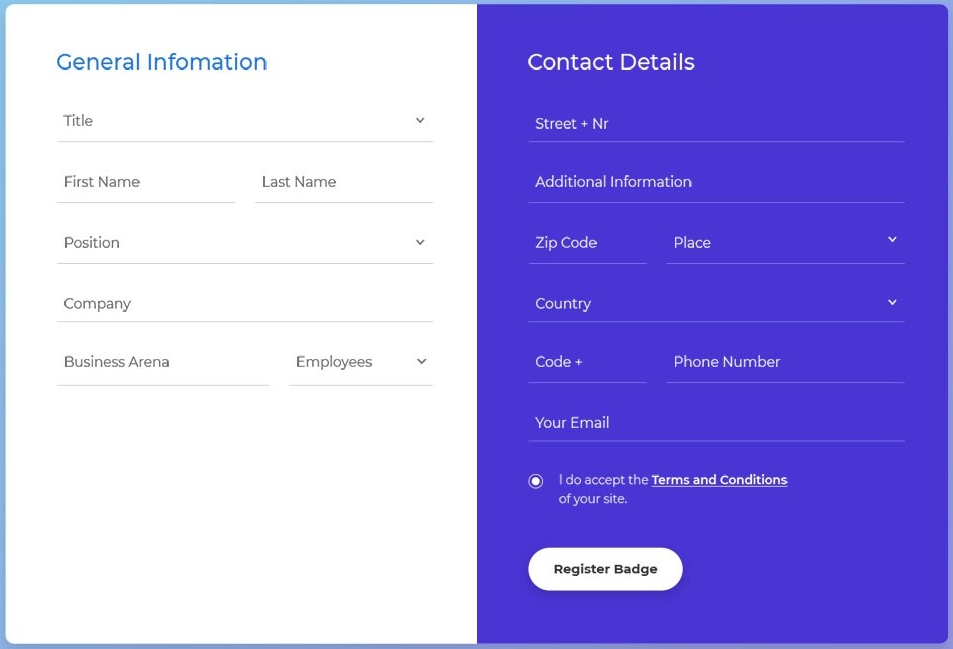 General Infomation
Title
First Name
Last Name
Position
Company
Business Arena
Employees
Contact Details
Street + Nr
Additional Information
Zip Code
Place
Country
Code +
Phone Number
Your Email
I do accept the Terms and Conditions
of your site.
Register Badge